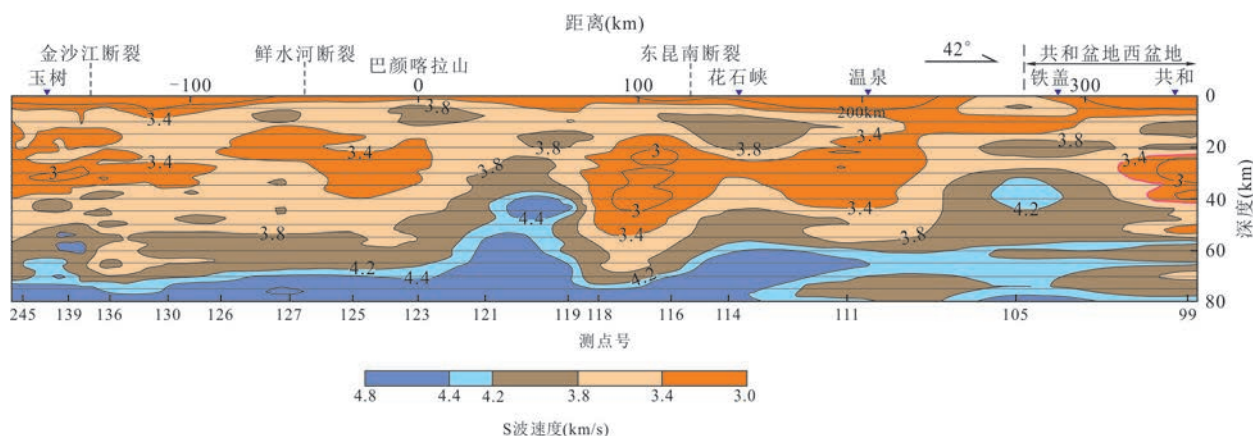 距离(km)
金沙江断裂 鲜水河断裂 东昆南断裂 42° 共和盆地西盆地
玉树 -100 巴颜喀拉山 0 100 花石峡 温泉 铁盖 300 共和
3.8 200km 0
3.4 3.4 3.8
3.4 3.4 3.8 3 3.8 3.4 20
3 3
3.4 4.2 40
4.4 3 3.4
3.8 3.4 3.8
4.2 4.4 4.2 60
80
深度(km)
245 139 136 130 126 127 125 123 121 119 118 116 114 111 105 99
测点号
4.8 4.4 4.2 3.8 3.4 3.0
S波速度(km/s)